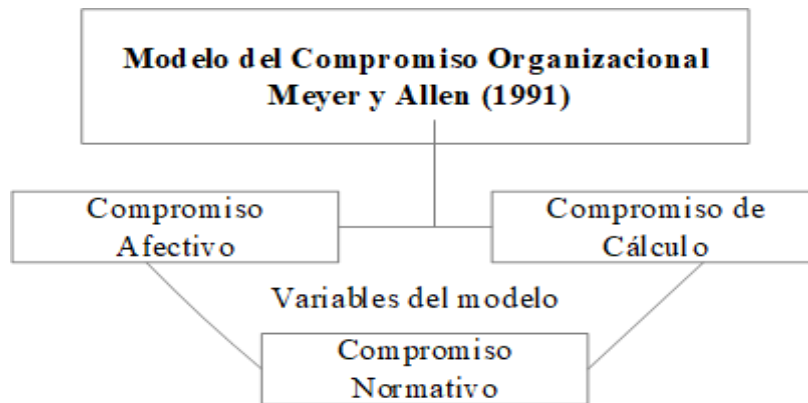 Modelo del Compromiso Organizacional
Meyer y Allen (1991)
Compromiso
Afectivo
Compromiso de
Cálculo
Variables del modelo
Compromiso
Normativo